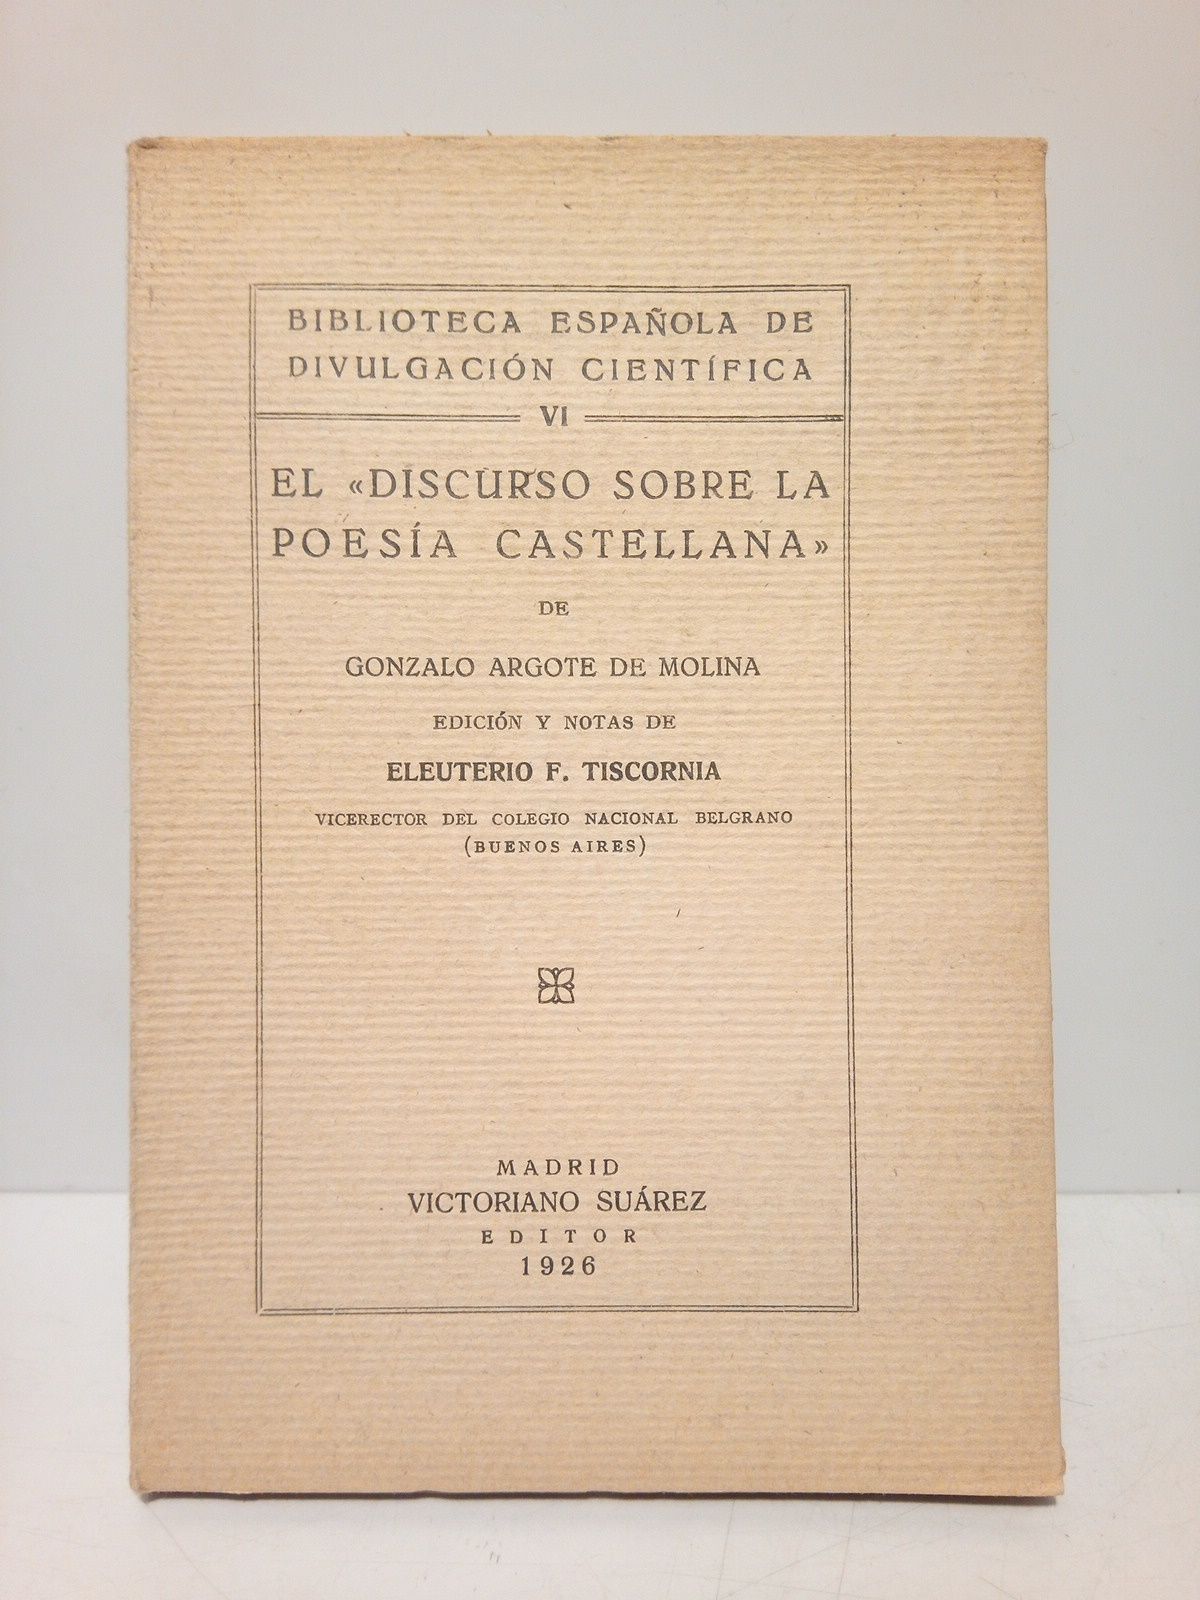 BIBLIOTECA ESPAÑOLA DE
DIVULGACIÓN CIENTÍFICA
VI
EL «DISCURSO SOBRE LA
POESÍA CASTELLANA»
DE
GONZALO ARGOTE DE MOLINA
EDICIÓN Y NOTAS DE
ELEUTERIO F. TISCORNIA
VICERECTOR DEL COLEGIO NACIONAL BELGRANO
(BUENOS AIRES)
MADRID
VICTORIANO SUÁREZ
EDITOR
1926